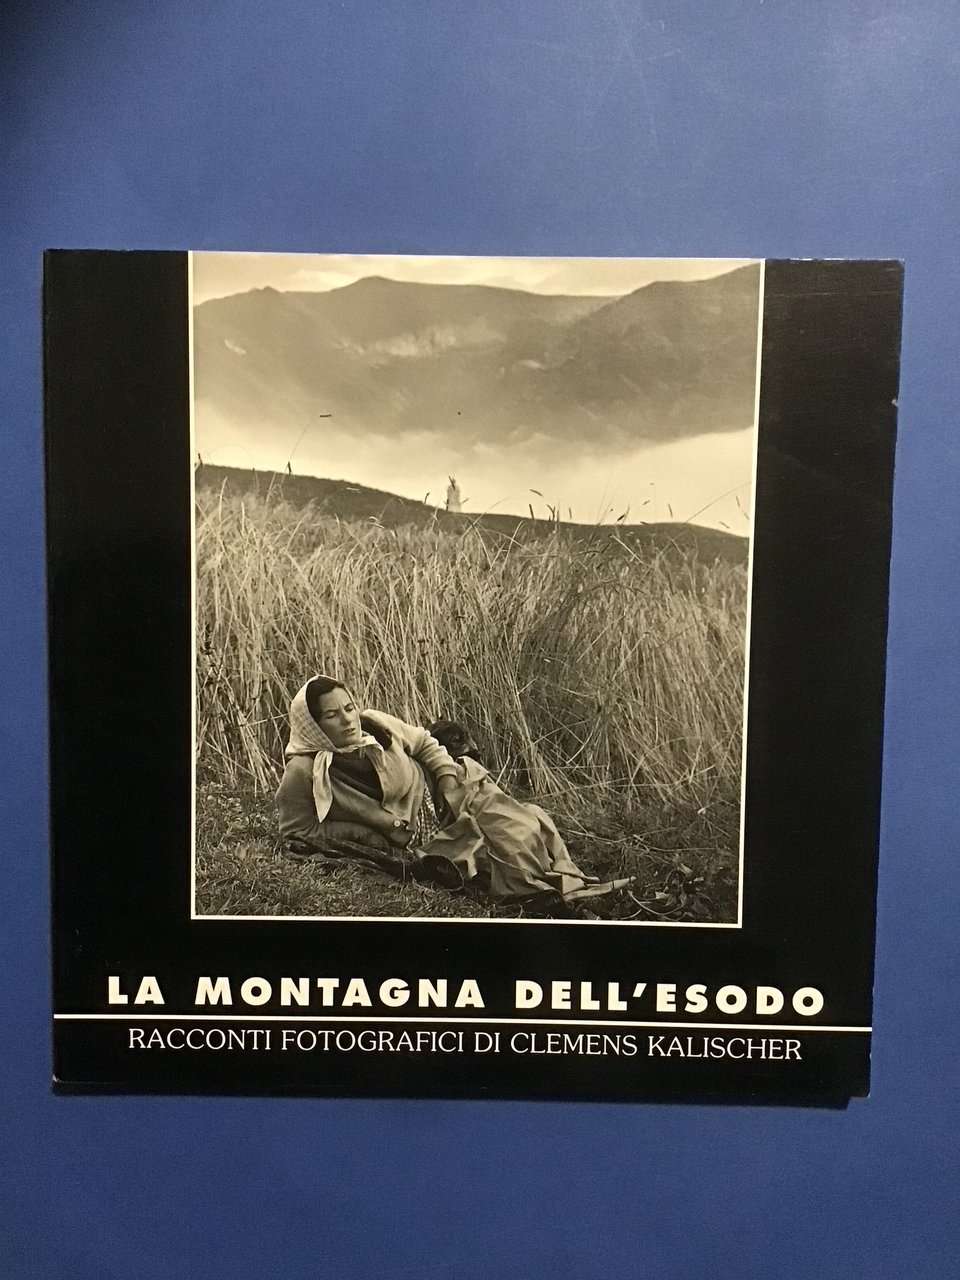 LA MONTAGNA DELL'ESODO
RACCONTI FOTOGRAFICI DI CLEMENS KALISCHER